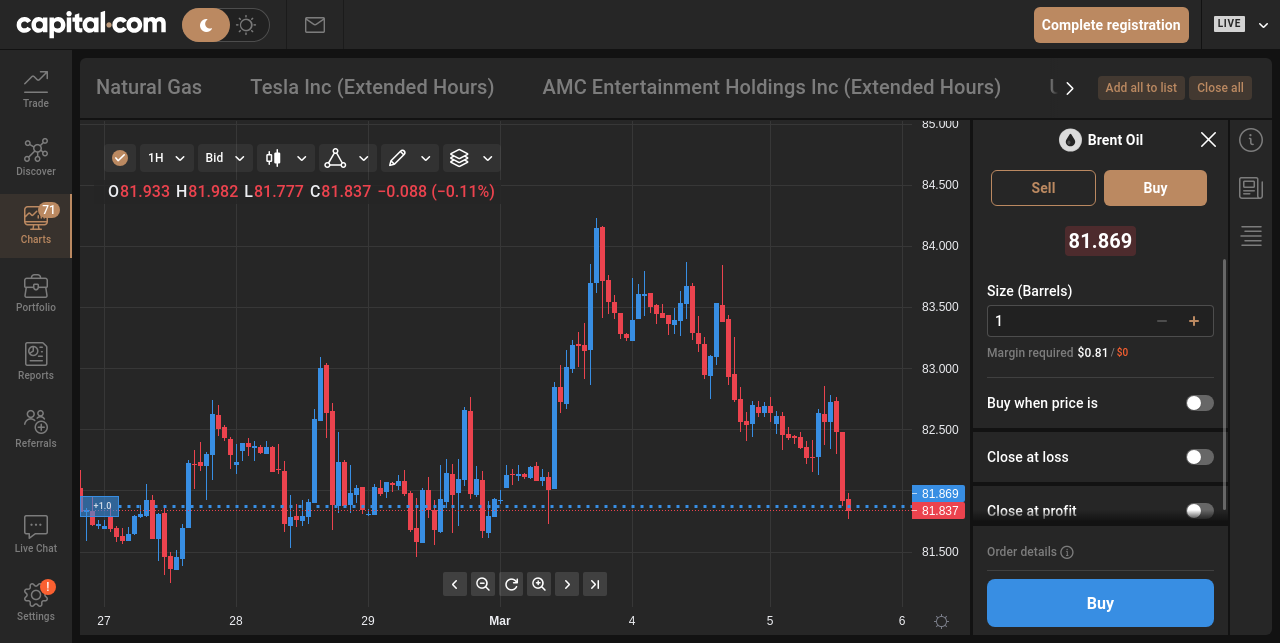 capital.com
Complete registration
LIVE
Trade
Discover
71
Charts
Portfolio
Reports
Referrals
Live Chat
!
Settings
Natural Gas
Tesla Inc (Extended Hours)
AMC Entertainment Holdings Inc (Extended Hours)
Add all to list
Close all
1H
Bid
O81.933 H81.982 L81.777 C81.837 −0.088 (−0.11%)
+1.0
85.000
84.500
84.000
83.500
83.000
82.500
81.869
81.837
81.500
27
28
29
Mar
4
5
6
Brent Oil
Sell
Buy
81.869
Size (Barrels)
1
Margin required $0.81 / $0
Buy when price is
Close at loss
Close at profit
Order details
Buy